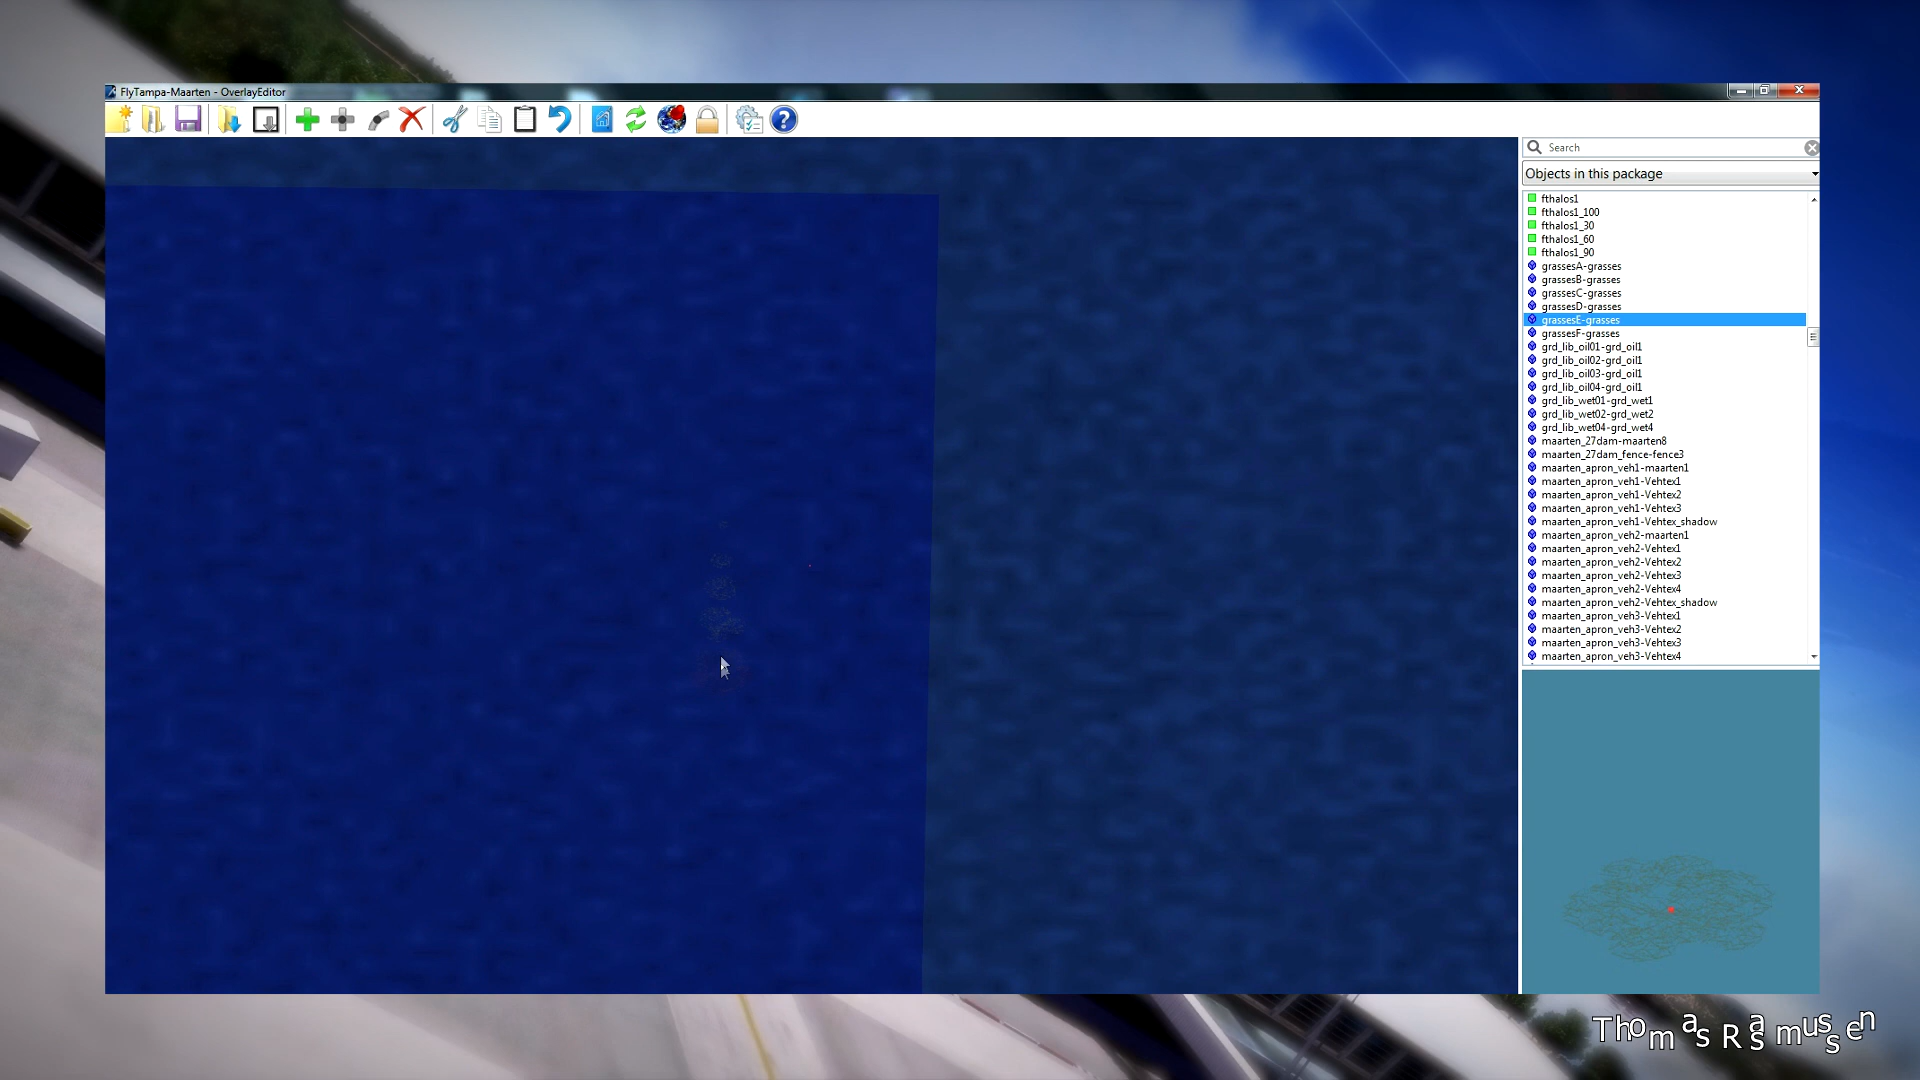 FlyTampa-Maarten - OverlayEditor
Search
Objects in this package
fthalos1
fthalos1_100
fthalos1_30
fthalos1_60
fthalos1_90
grassesA-grasses
grassesB-grasses
grassesC-grasses
grassesD-grasses
grassesE-grasses
grassesF-grasses
grd_lib_oil01-grd_oil1
grd_lib_oil02-grd_oil1
grd_lib_oil03-grd_oil1
grd_lib_oil04-grd_oil1
grd_lib_wet01-grd_wet1
grd_lib_wet02-grd_wet2
grd_lib_wet04-grd_wet4
maarten_27dam-maarten8
maarten_27dam_fence-fence3
maarten_apron_veh1-maarten1
maarten_apron_veh1-Vehtex1
maarten_apron_veh1-Vehtex2
maarten_apron_veh1-Vehtex3
maarten_apron_veh1-Vehtex_shadow
maarten_apron_veh2-maarten1
maarten_apron_veh2-Vehtex1
maarten_apron_veh2-Vehtex2
maarten_apron_veh2-Vehtex3
maarten_apron_veh2-Vehtex4
maarten_apron_veh2-Vehtex_shadow
maarten_apron_veh3-Vehtex1
maarten_apron_veh3-Vehtex2
maarten_apron_veh3-Vehtex3
maarten_apron_veh3-Vehtex4
Thomas Rasmussen